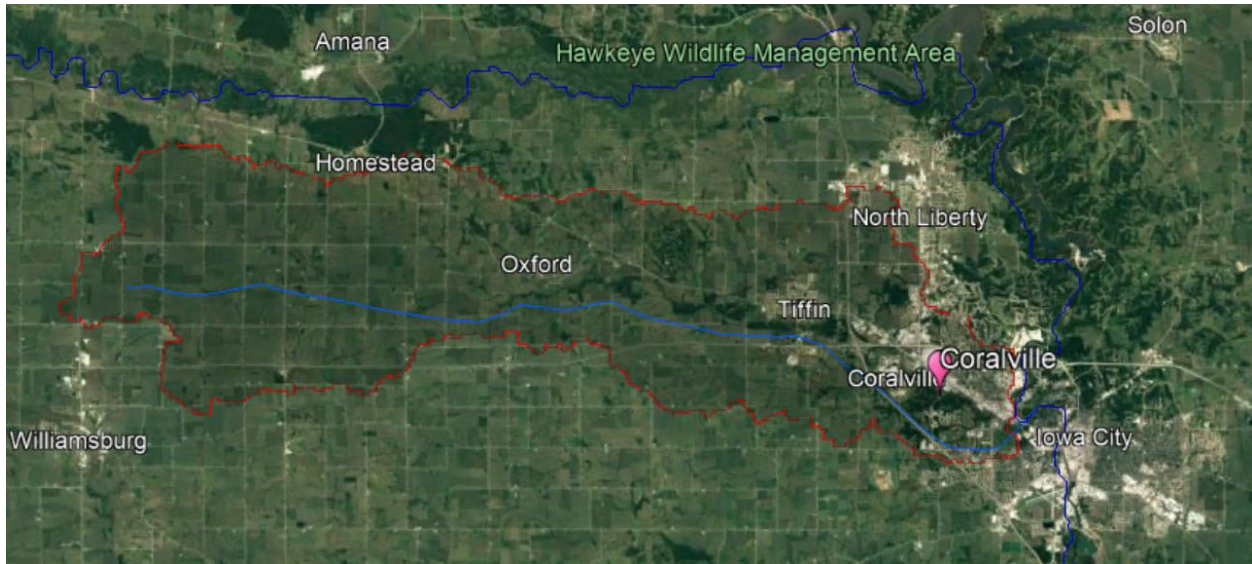 Solon
Amana
Hawkeye Wildlife Management Area
Homestead
North Liberty
Oxford
Tiffin
Coralville
Coralville
Iowa City
Williamsburg